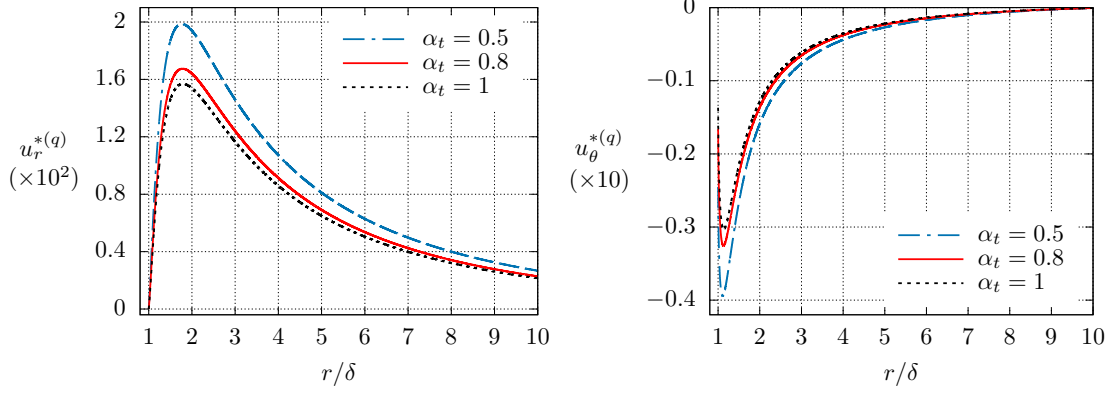 2
1.6
1.2
0.8
0.4
0
u_r^{*(q)}
(×10^2)
α_t = 0.5
α_t = 0.8
α_t = 1
1 2 3 4 5 6 7 8 9 10
r/δ
0
−0.1
−0.2
−0.3
−0.4
u_θ^{*(q)}
(×10)
α_t = 0.5
α_t = 0.8
α_t = 1
1 2 3 4 5 6 7 8 9 10
r/δ